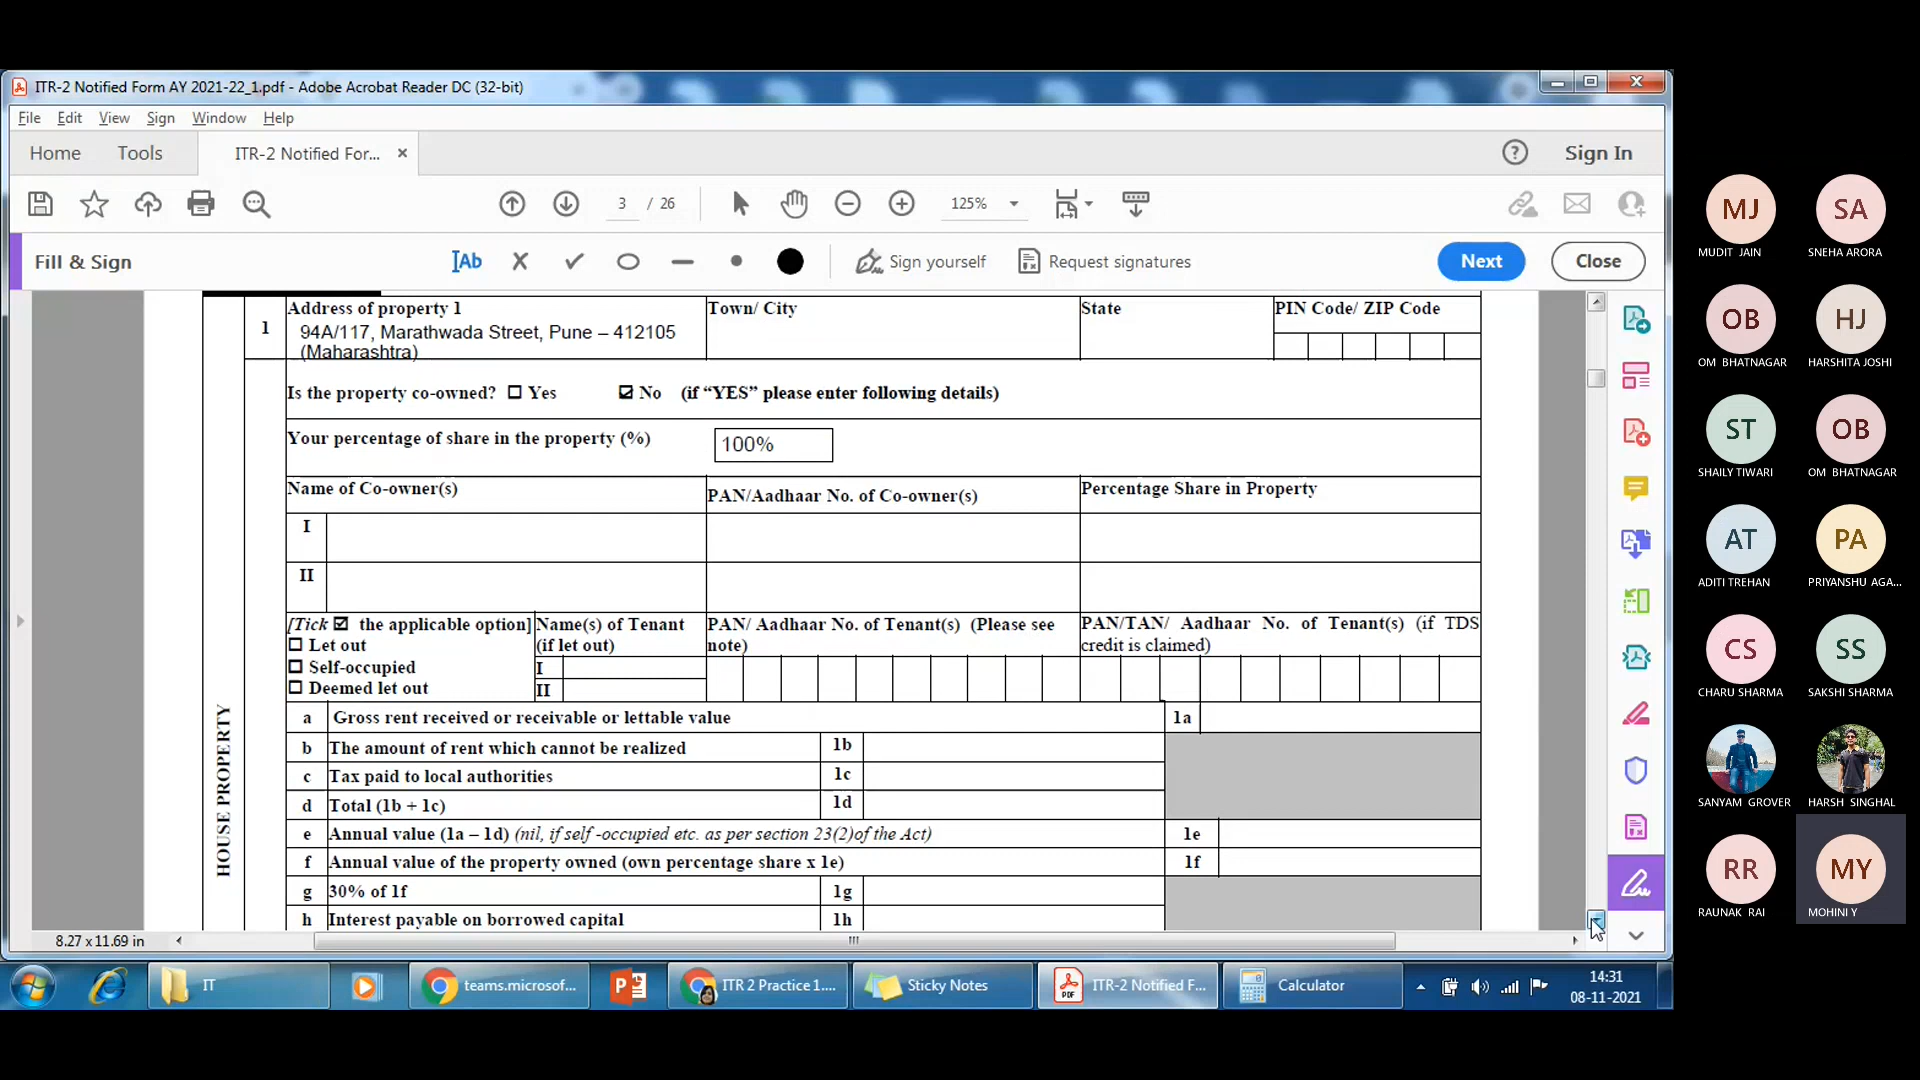 ITR-2 Notified Form AY 2021-22_1.pdf - Adobe Acrobat Reader DC (32-bit)
File Edit View Sign Window Help
Home Tools ITR-2 Notified For... × Sign In
3 / 26 125%
Fill & Sign Ab Sign yourself Request signatures Next Close
1 Address of property 1 Town/ City State PIN Code/ ZIP Code
94A/117, Marathwada Street, Pune – 412105
(Maharashtra)
Is the property co-owned? ☐ Yes ☑ No (if “YES” please enter following details)
Your percentage of share in the property (%) 100%
Name of Co-owner(s) PAN/Aadhaar No. of Co-owner(s) Percentage Share in Property
I
II
[Tick ☑ the applicable option] Name(s) of Tenant PAN/ Aadhaar No. of Tenant(s) (Please see PAN/TAN/ Aadhaar No. of Tenant(s) (if TDS
☐ Let out (if let out) note) credit is claimed)
☐ Self-occupied I
☐ Deemed let out II
HOUSE PROPERTY
a Gross rent received or receivable or lettable value 1a
b The amount of rent which cannot be realized 1b
c Tax paid to local authorities 1c
d Total (1b + 1c) 1d
e Annual value (1a – 1d) (nil, if self -occupied etc. as per section 23(2)of the Act) 1e
f Annual value of the property owned (own percentage share x 1e) 1f
g 30% of 1f 1g
h Interest payable on borrowed capital 1h
8.27 x 11.69 in
IT teams.microsof... ITR 2 Practice 1.... Sticky Notes PDF ITR-2 Notified F... Calculator 14:31
08-11-2021
MJ SA
MUDIT JAIN SNEHA ARORA
OB HJ
OM BHATNAGAR HARSHITA JOSHI
ST OB
SHAILY TIWARI OM BHATNAGAR
AT PA
ADITI TREHAN PRIYANSHU AGA...
CS SS
CHARU SHARMA SAKSHI SHARMA
SANYAM GROVER HARSH SINGHAL
RR MY
RAUNAK RAI MOHINI Y